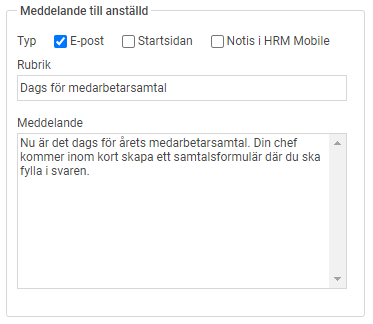 Meddelande till anställd
Typ E-post Startsidan Notis i HRM Mobile
Rubrik
Dags för medarbetarsamtal
Meddelande
Nu är det dags för årets medarbetarsamtal. Din chef
kommer inom kort skapa ett samtalsformulär där du ska
fylla i svaren.